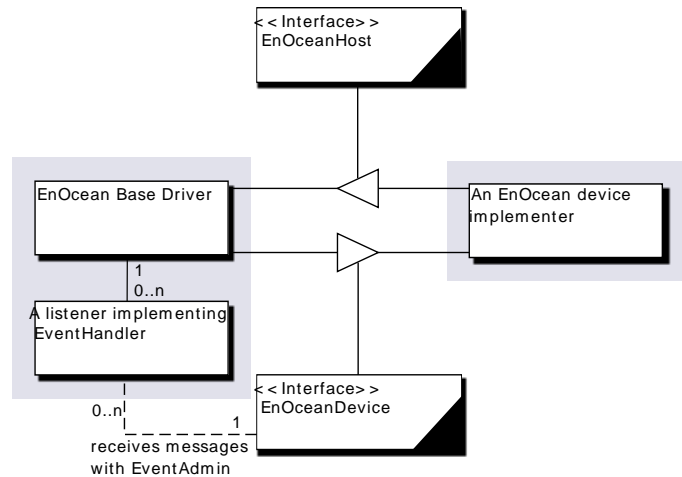 <<Interface>>
EnOceanHost
EnOcean Base Driver
An EnOcean device
implementer
1
0..n
A listener implementing
EventHandler
<<Interface>>
EnOceanDevice
0..n
1
receives messages
with EventAdmin